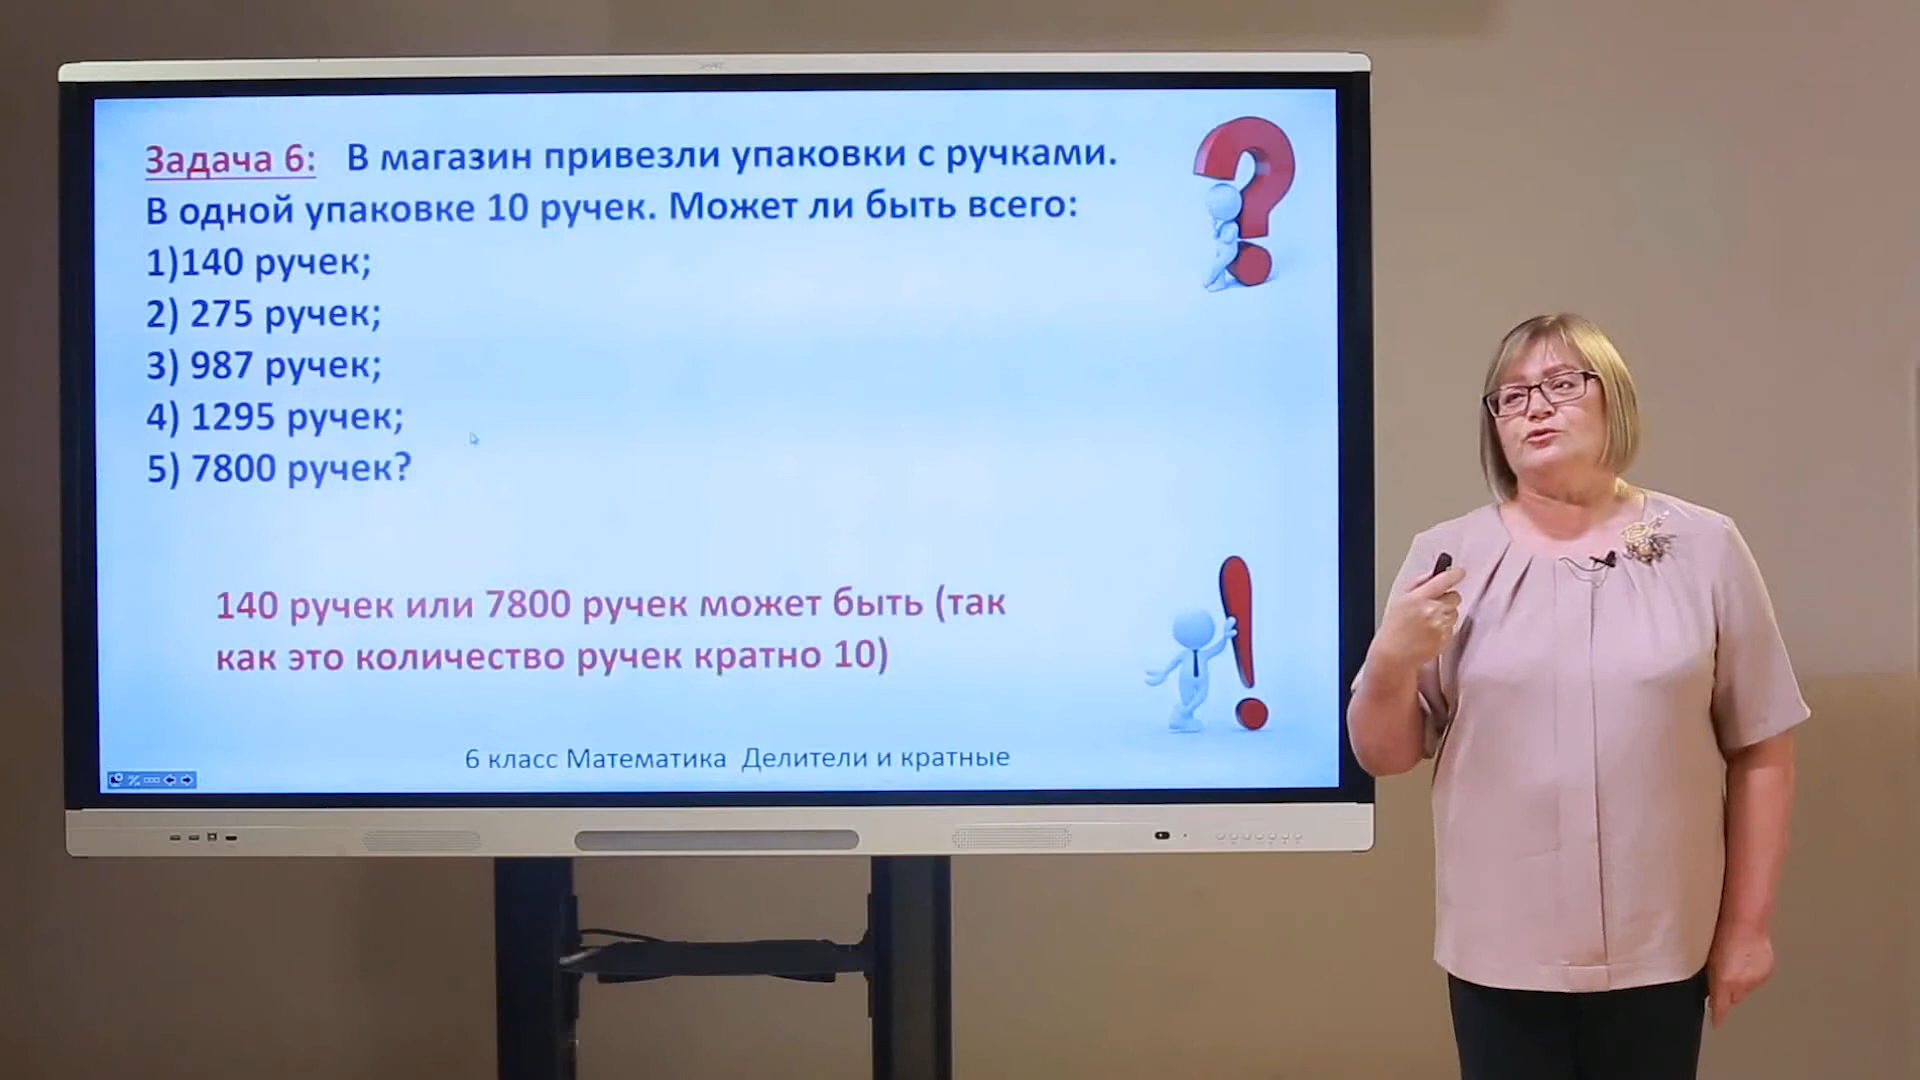 Задача 6: В магазин привезли упаковки с ручками.
В одной упаковке 10 ручек. Может ли быть всего:
1)140 ручек;
2) 275 ручек;
3) 987 ручек;
4) 1295 ручек;
5) 7800 ручек?
140 ручек или 7800 ручек может быть (так
как это количество ручек кратно 10)
6 класс Математика Делители и кратные